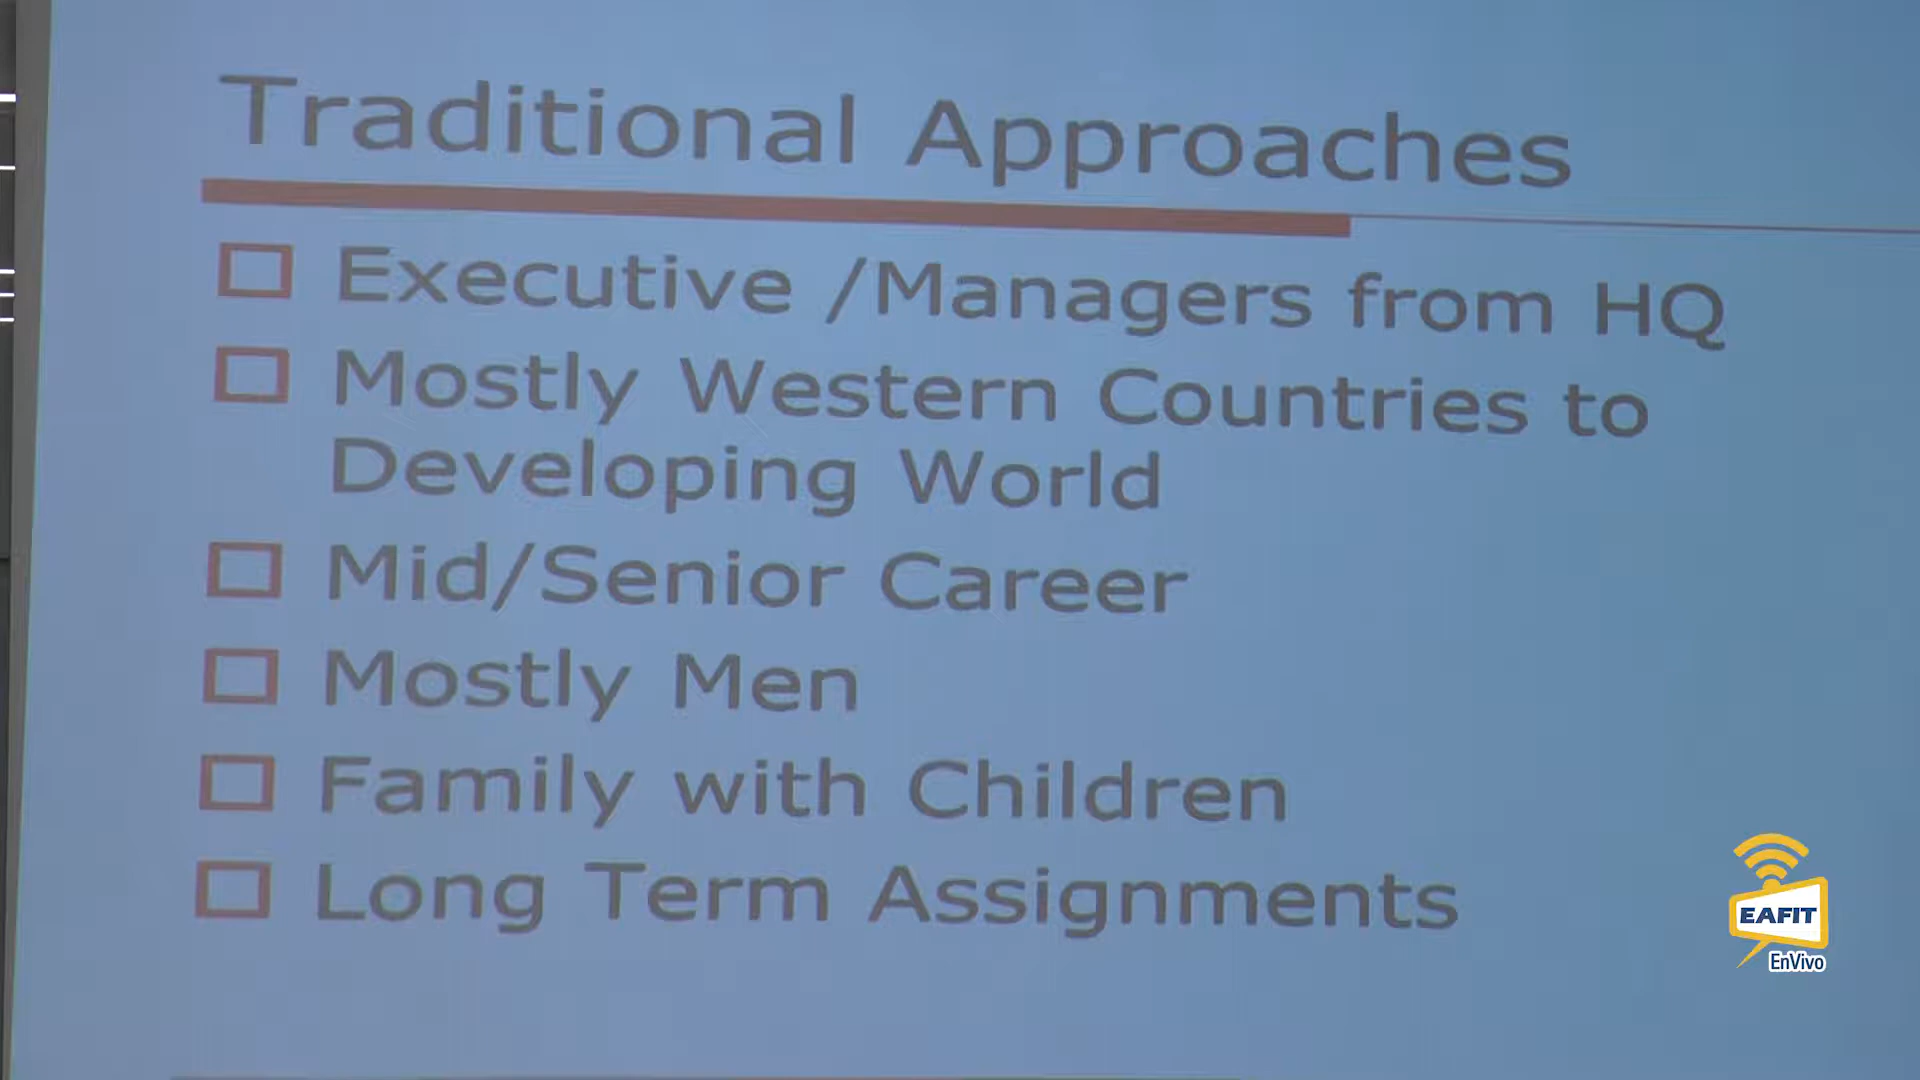 Traditional Approaches
Executive /Managers from HQ
Mostly Western Countries to
Developing World
Mid/Senior Career
Mostly Men
Family with Children
Long Term Assignments
EAFIT
EnVivo